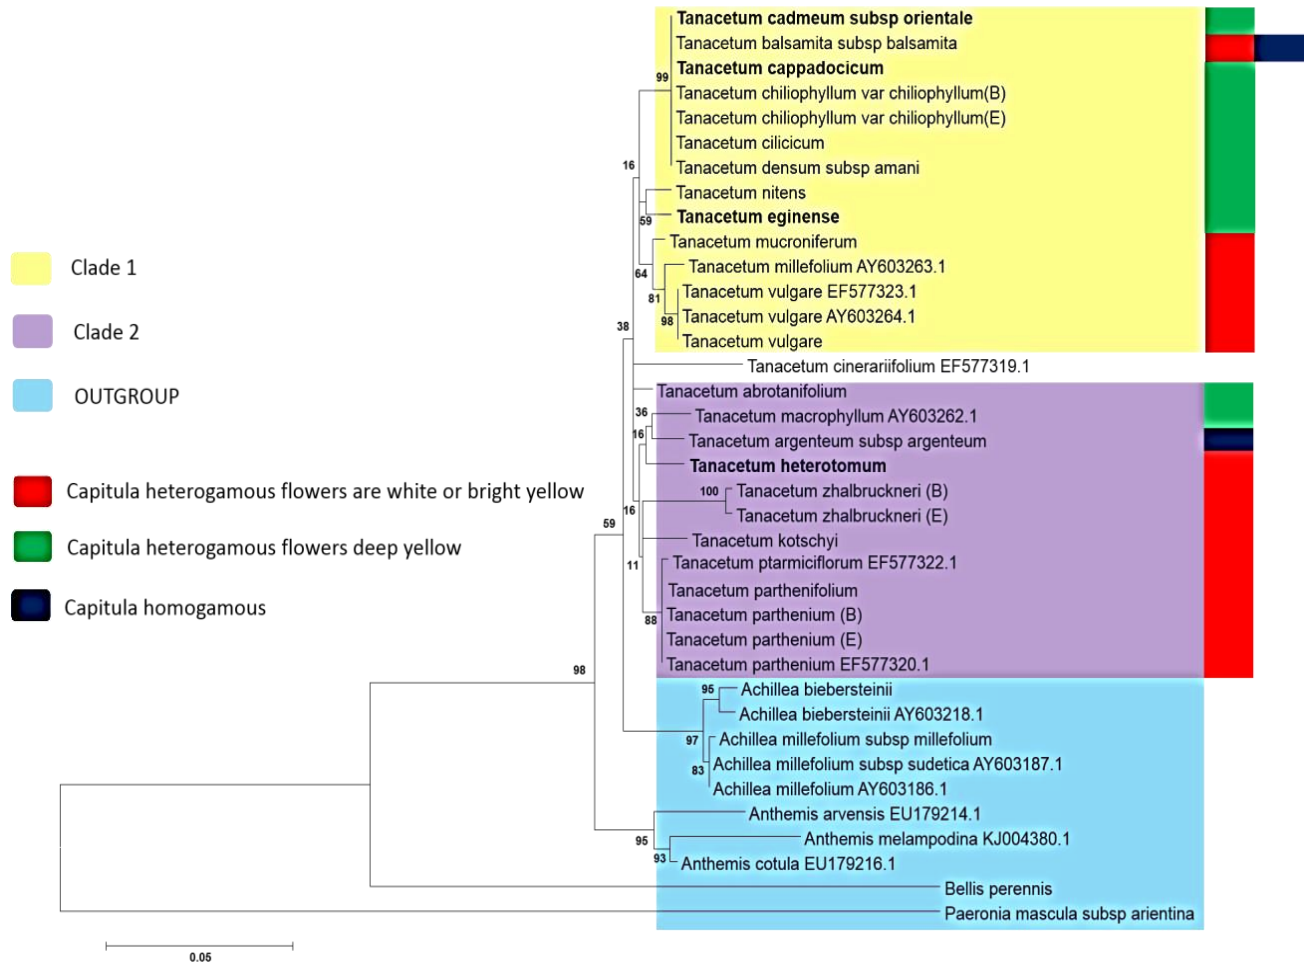 Tanacetum cadmeum subsp orientale
Tanacetum balsamita subsp balsamita
Tanacetum cappadocicum
99
Tanacetum chiliophyllum var chiliophyllum(B)
Tanacetum chiliophyllum var chiliophyllum(E)
Tanacetum cilicicum
16
Tanacetum densum subsp amani
Tanacetum nitens
Tanacetum eginense
59
Tanacetum mucroniferum
64
Tanacetum millefolium AY603263.1
Tanacetum vulgare EF577323.1
81
Tanacetum vulgare AY603264.1
98
Tanacetum vulgare
38
Tanacetum cinerariifolium EF577319.1
Tanacetum abrotanifolium
36
Tanacetum macrophyllum AY603262.1
16
Tanacetum argenteum subsp argenteum
Tanacetum heterotomum
100
Tanacetum zhalbruckneri (B)
16
Tanacetum zhalbruckneri (E)
59
Tanacetum kotschyi
11
Tanacetum ptarmiciflorum EF577322.1
Tanacetum parthenifolium
Tanacetum parthenium (B)
88
Tanacetum parthenium (E)
Tanacetum parthenium EF577320.1
98
95
Achillea biebersteinii
Achillea biebersteinii AY603218.1
97
Achillea millefolium subsp millefolium
83
Achillea millefolium subsp sudetica AY603187.1
Achillea millefolium AY603186.1
Anthemis arvensis EU179214.1
95
Anthemis melampodina KJ004380.1
93
Anthemis cotula EU179216.1
Bellis perennis
Paeronia mascula subsp arientina
0.05
Clade 1
Clade 2
OUTGROUP
Capitula heterogamous flowers are white or bright yellow
Capitula heterogamous flowers deep yellow
Capitula homogamous